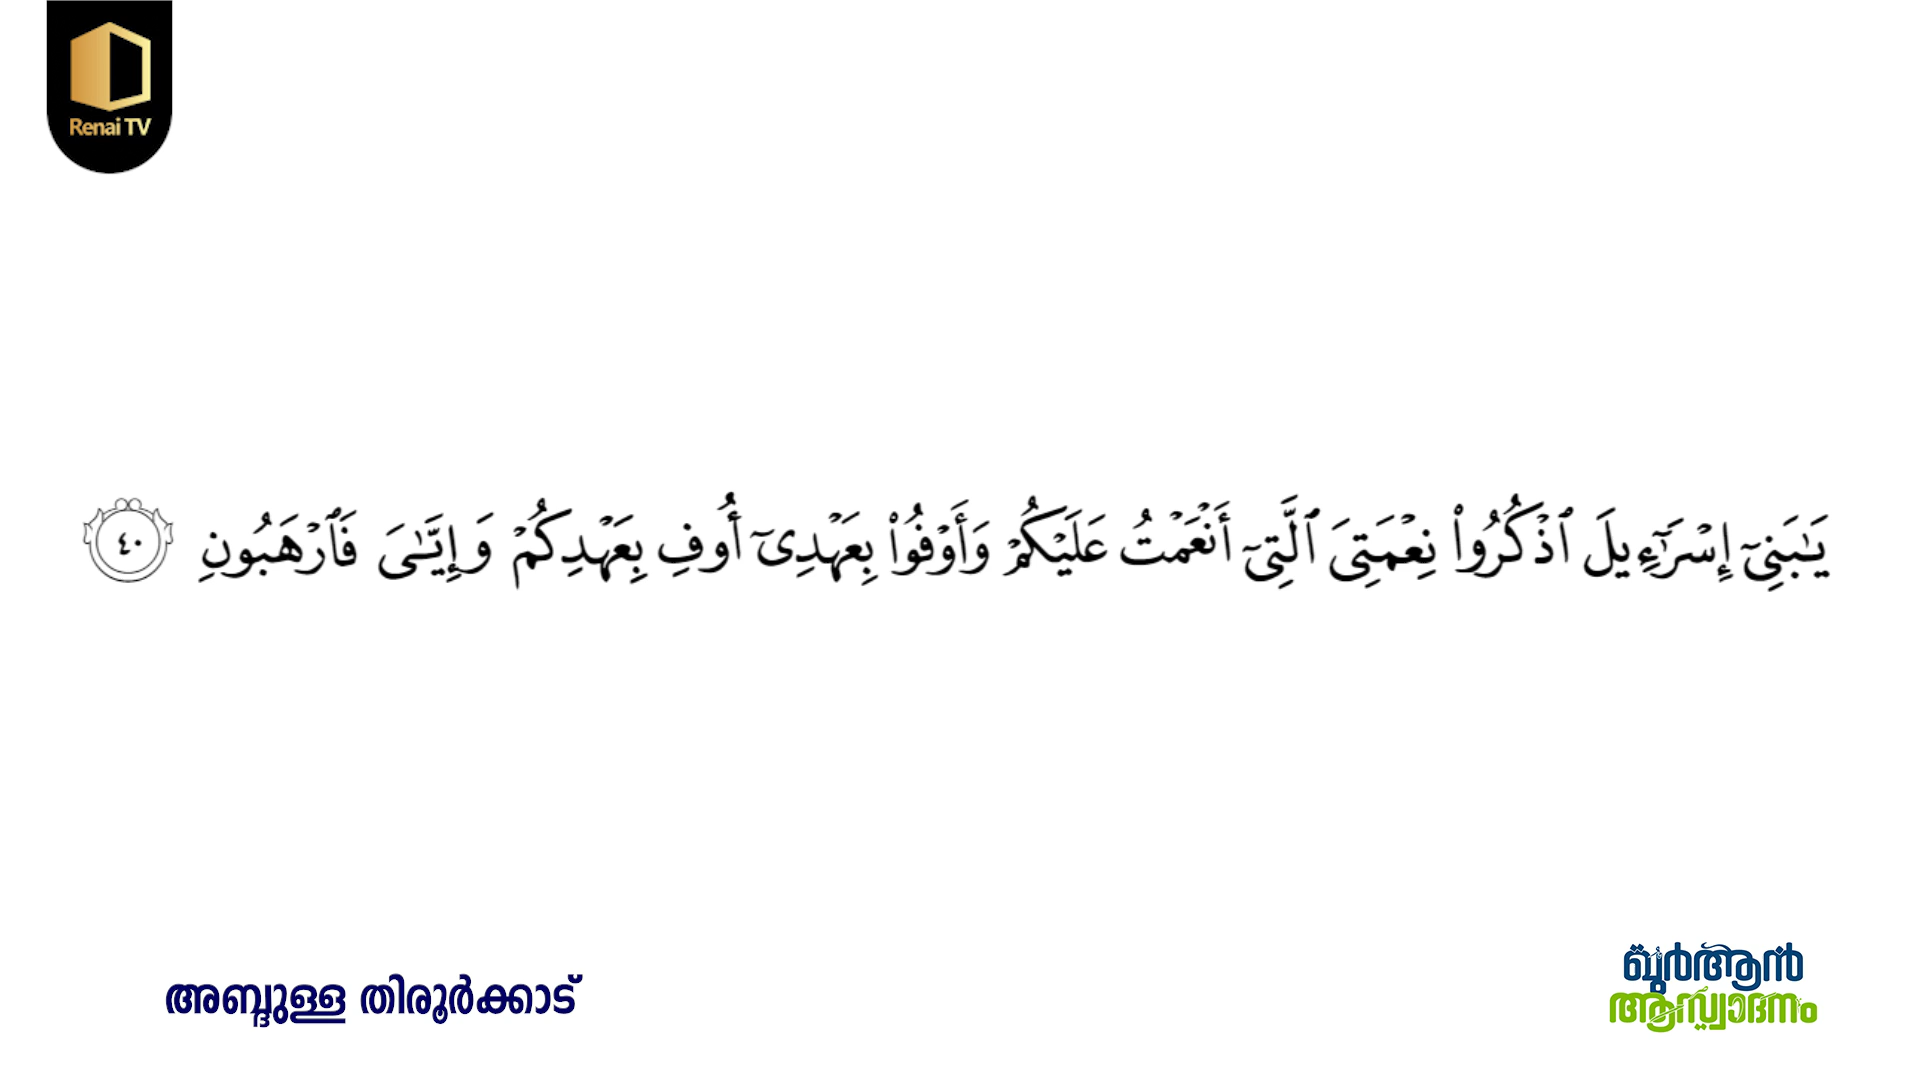 Renai TV
يَـٰبَنِىٓ إِسْرَٰٓءِيلَ ٱذْكُرُوا۟ نِعْمَتِىَ ٱلَّتِىٓ أَنْعَمْتُ عَلَيْكُمْ وَأَوْفُوا۟ بِعَهْدِىٓ أُوفِ بِعَهْدِكُمْ وَإِيَّـٰىَ فَٱرْهَبُونِ ٤٠
അബ്ദുള്ള തിരൂർക്കാട്
ഖുർആൻ
ആസ്വാദനം